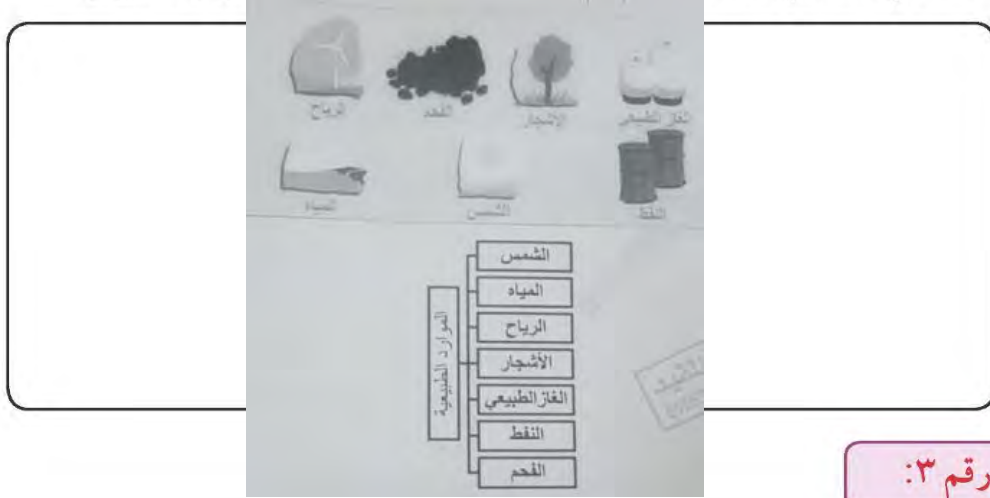 الغاز الطبيعي
الأشجار
الفحم
الرياح
النفط
الشمس
المياه
الموارد الطبيعية
الشمس
المياه
الرياح
الأشجار
الغاز الطبيعي
النفط
الفحم
رقم ٣: